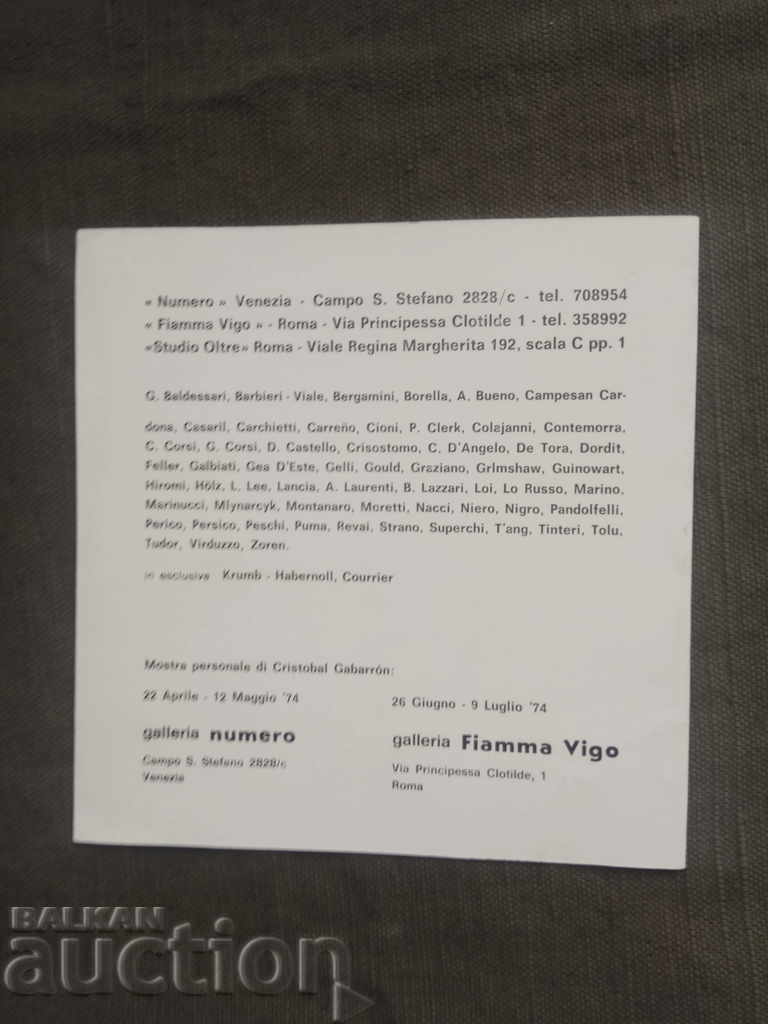 « Numero » Venezia - Campo S. Stefano 2828/c - tel. 708954
« Fiamma Vigo » - Roma - Via Principessa Clotilde 1 - tel. 358992
«Studio Oltre» Roma - Viale Regina Margherita 192, scala C pp. 1
G. Baldessari, Barbieri - Viale, Bergamini, Borella, A. Bueno, Campesan Car-
dona, Casaril, Carchietti, Carreño, Cioni, P. Clerk, Colajanni, Contemorra,
C. Corsi, G. Corsi, D. Castello, Crisostomo, C. D'Angelo, De Tora, Dordit,
Feller, Galbiati, Gea D'Este, Gelli, Gould, Graziano, Grimshaw, Guinowart,
Hiromi, Hölz, L. Lee, Lancia, A. Laurenti, B. Lazzari, Loi, Lo Russo, Marino,
Marinucci, Mlynarcyk, Montanaro, Moretti, Nacci, Niero, Nigro, Pandolfelli,
Perico, Persico, Peschi, Puma, Revai, Strano, Superchi, T'ang, Tinteri, Tolu,
Tudor, Virduzzo, Zoren.
in esclusiva Krumb - Habernoll, Courrier
Mostra personale di Cristobal Gabarrón:
22 Aprile - 12 Maggio '74
galleria numero
Campo S. Stefano 2828/c
Venezia
26 Giugno - 9 Luglio '74
galleria Fiamma Vigo
Via Principessa Clotilde, 1
Roma
BALKAN
auction